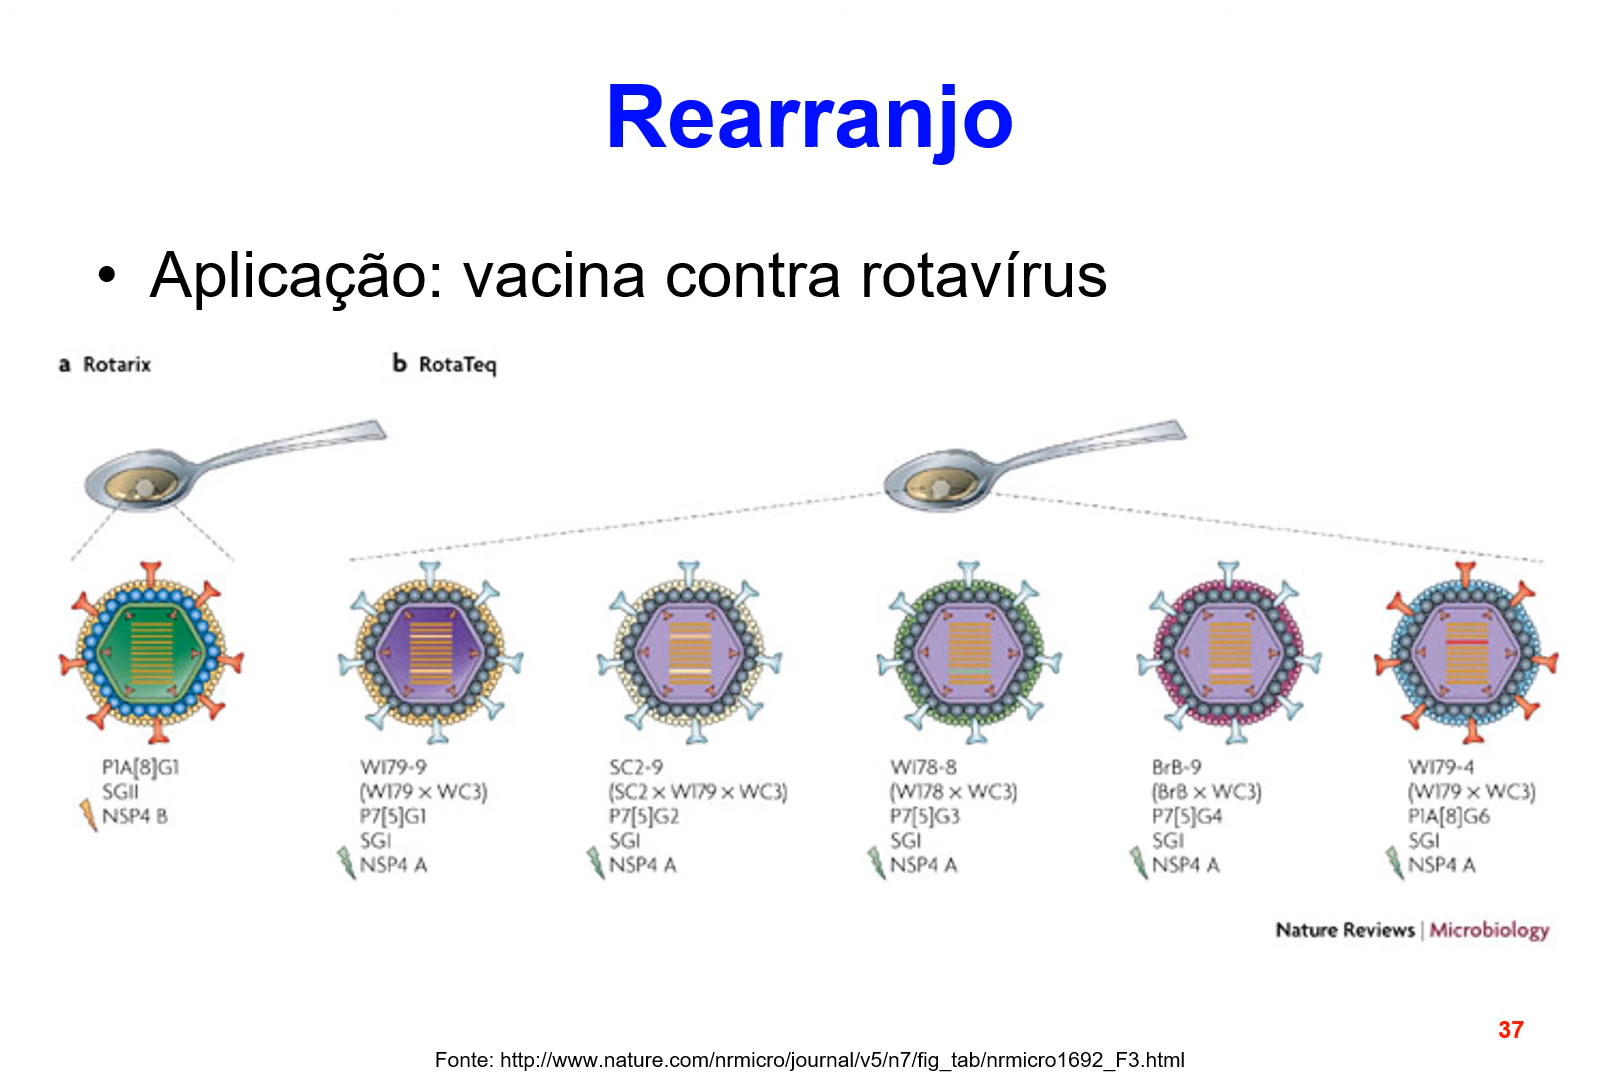 Rearranjo
• Aplicação: vacina contra rotavírus
a Rotarix
b RotaTeq
P1A[8]G1
SGII
NSP4 B
WI79-9
(WI79 x WC3)
P7[5]G1
SGI
NSP4 A
SC2-9
(SC2 x WI79 x WC3)
P7[5]G2
SGI
NSP4 A
WI78-8
(WI78 x WC3)
P7[5]G3
SGI
NSP4 A
BrB-9
(BrB x WC3)
P7[5]G4
SGI
NSP4 A
WI79-4
(WI79 x WC3)
P1A[8]G6
SGI
NSP4 A
Nature Reviews | Microbiology
37
Fonte: http://www.nature.com/nrmicro/journal/v5/n7/fig_tab/nrmicro1692_F3.html